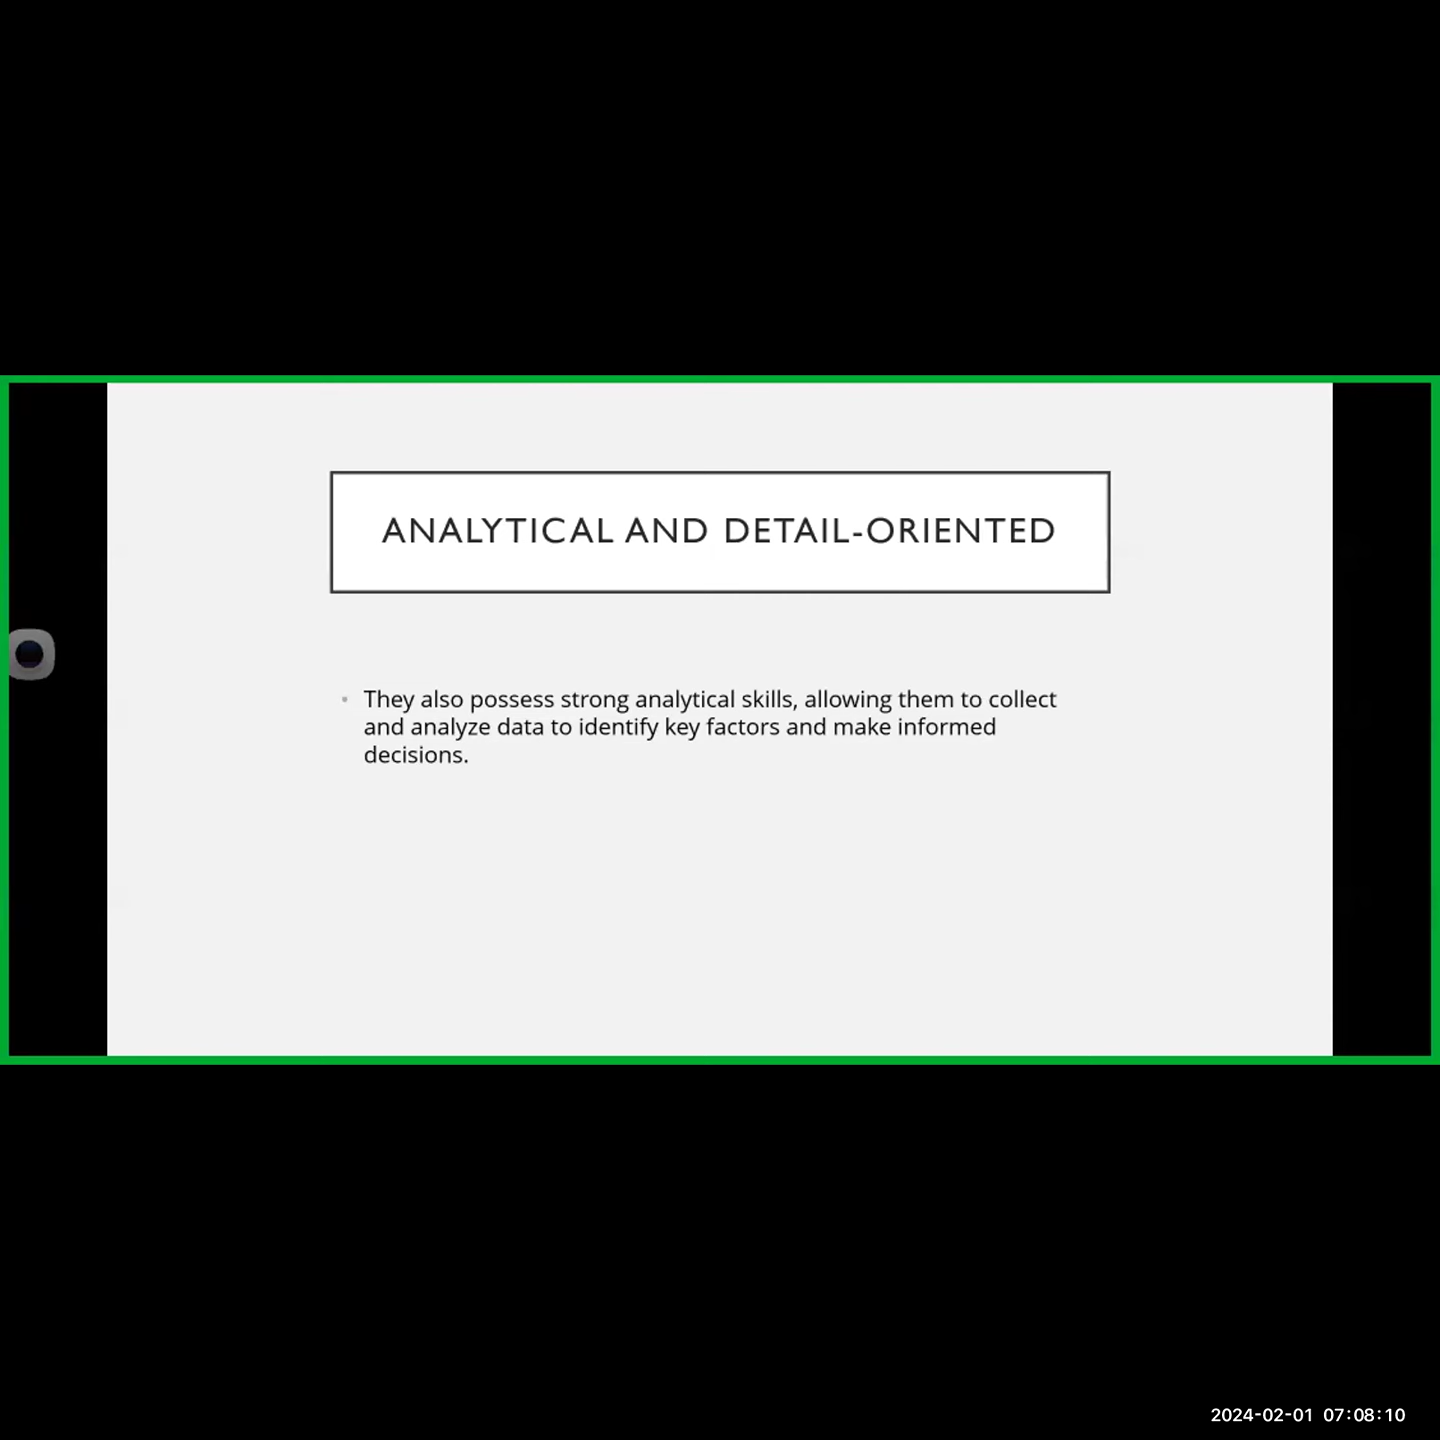 ANALYTICAL AND DETAIL-ORIENTED
• They also possess strong analytical skills, allowing them to collect
and analyze data to identify key factors and make informed
decisions.
2024-02-01 07:08:10